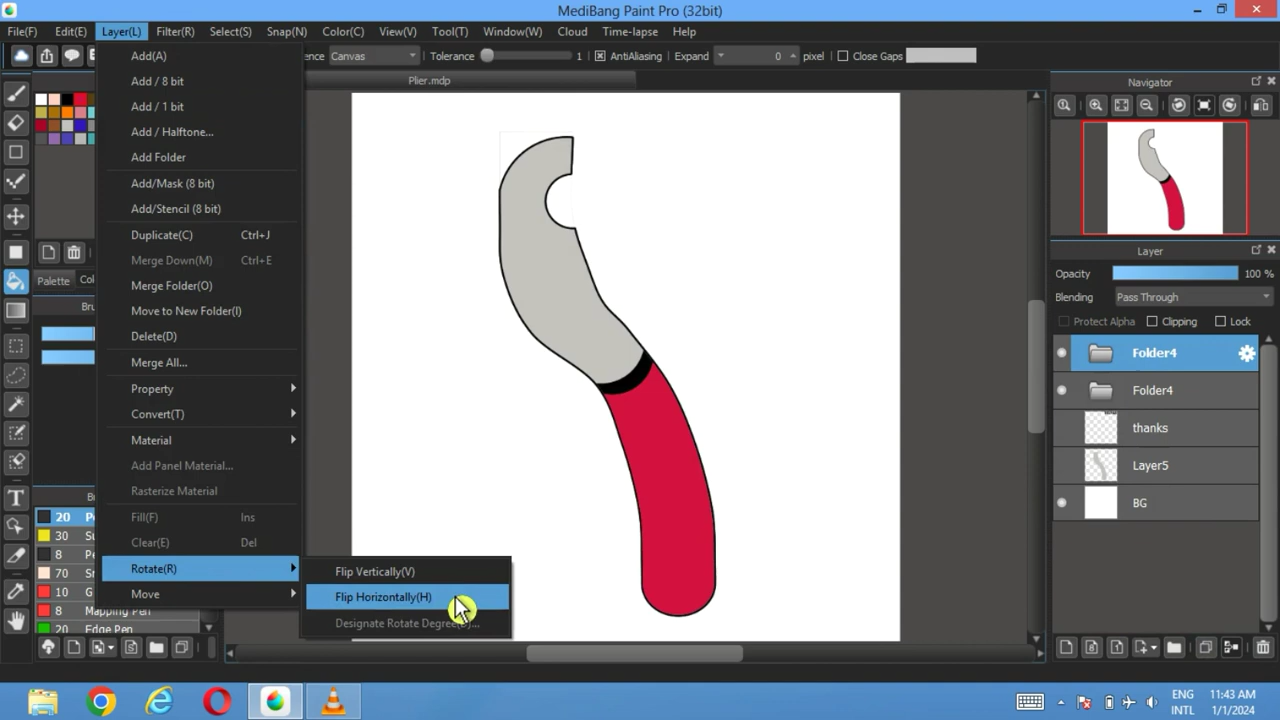 MediBang Paint Pro (32bit)
File(F) Edit(E) Layer(L) Filter(R) Select(S) Snap(N) Color(C) View(V) Tool(T) Window(W) Cloud Time-lapse Help
Canvas Tolerance 1 AntiAliasing Expand 0 pixel Close Gaps
Plier.mdp
Add(A)
Add / 8 bit
Add / 1 bit
Add / Halftone...
Add Folder
Add/Mask (8 bit)
Add/Stencil (8 bit)
Duplicate(C) Ctrl+J
Merge Down(M) Ctrl+E
Merge Folder(O)
Move to New Folder(I)
Delete(D)
Merge All...
Property
Convert(T)
Material
Add Panel Material...
Rasterize Material
Fill(F) Ins
Clear(E) Del
Rotate(R)
Move
Flip Vertically(V)
Flip Horizontally(H)
Designate Rotate Degree
Palette
20
30
8
70
10
8 Mapping Pen
20 Edge Pen
Navigator
Layer
Opacity 100 %
Blending Pass Through
Protect Alpha Clipping Lock
Folder4
Folder4
thanks
Layer5
BG
ENG 11:43 AM
INTL 1/1/2024